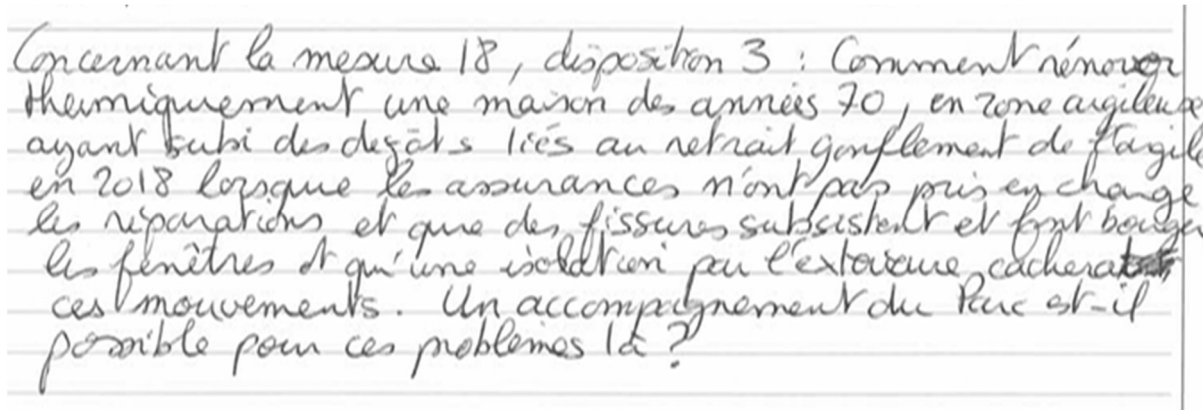 Concernant la mesure 18, disposition 3 : Comment rénover
thermiquement une maison des années 70, en zone argileuse
ayant subi des dégâts liés au retrait gonflement de l'argile
en 2018 lorsque les assurances n'ont pas pris en charge
les réparations et que des fissures subsistent et font bouger
les fenêtres et qu'une isolation par l'extérieure cachera
ces mouvements. Un accompagnement du Parc est-il
possible pour ces problèmes là ?